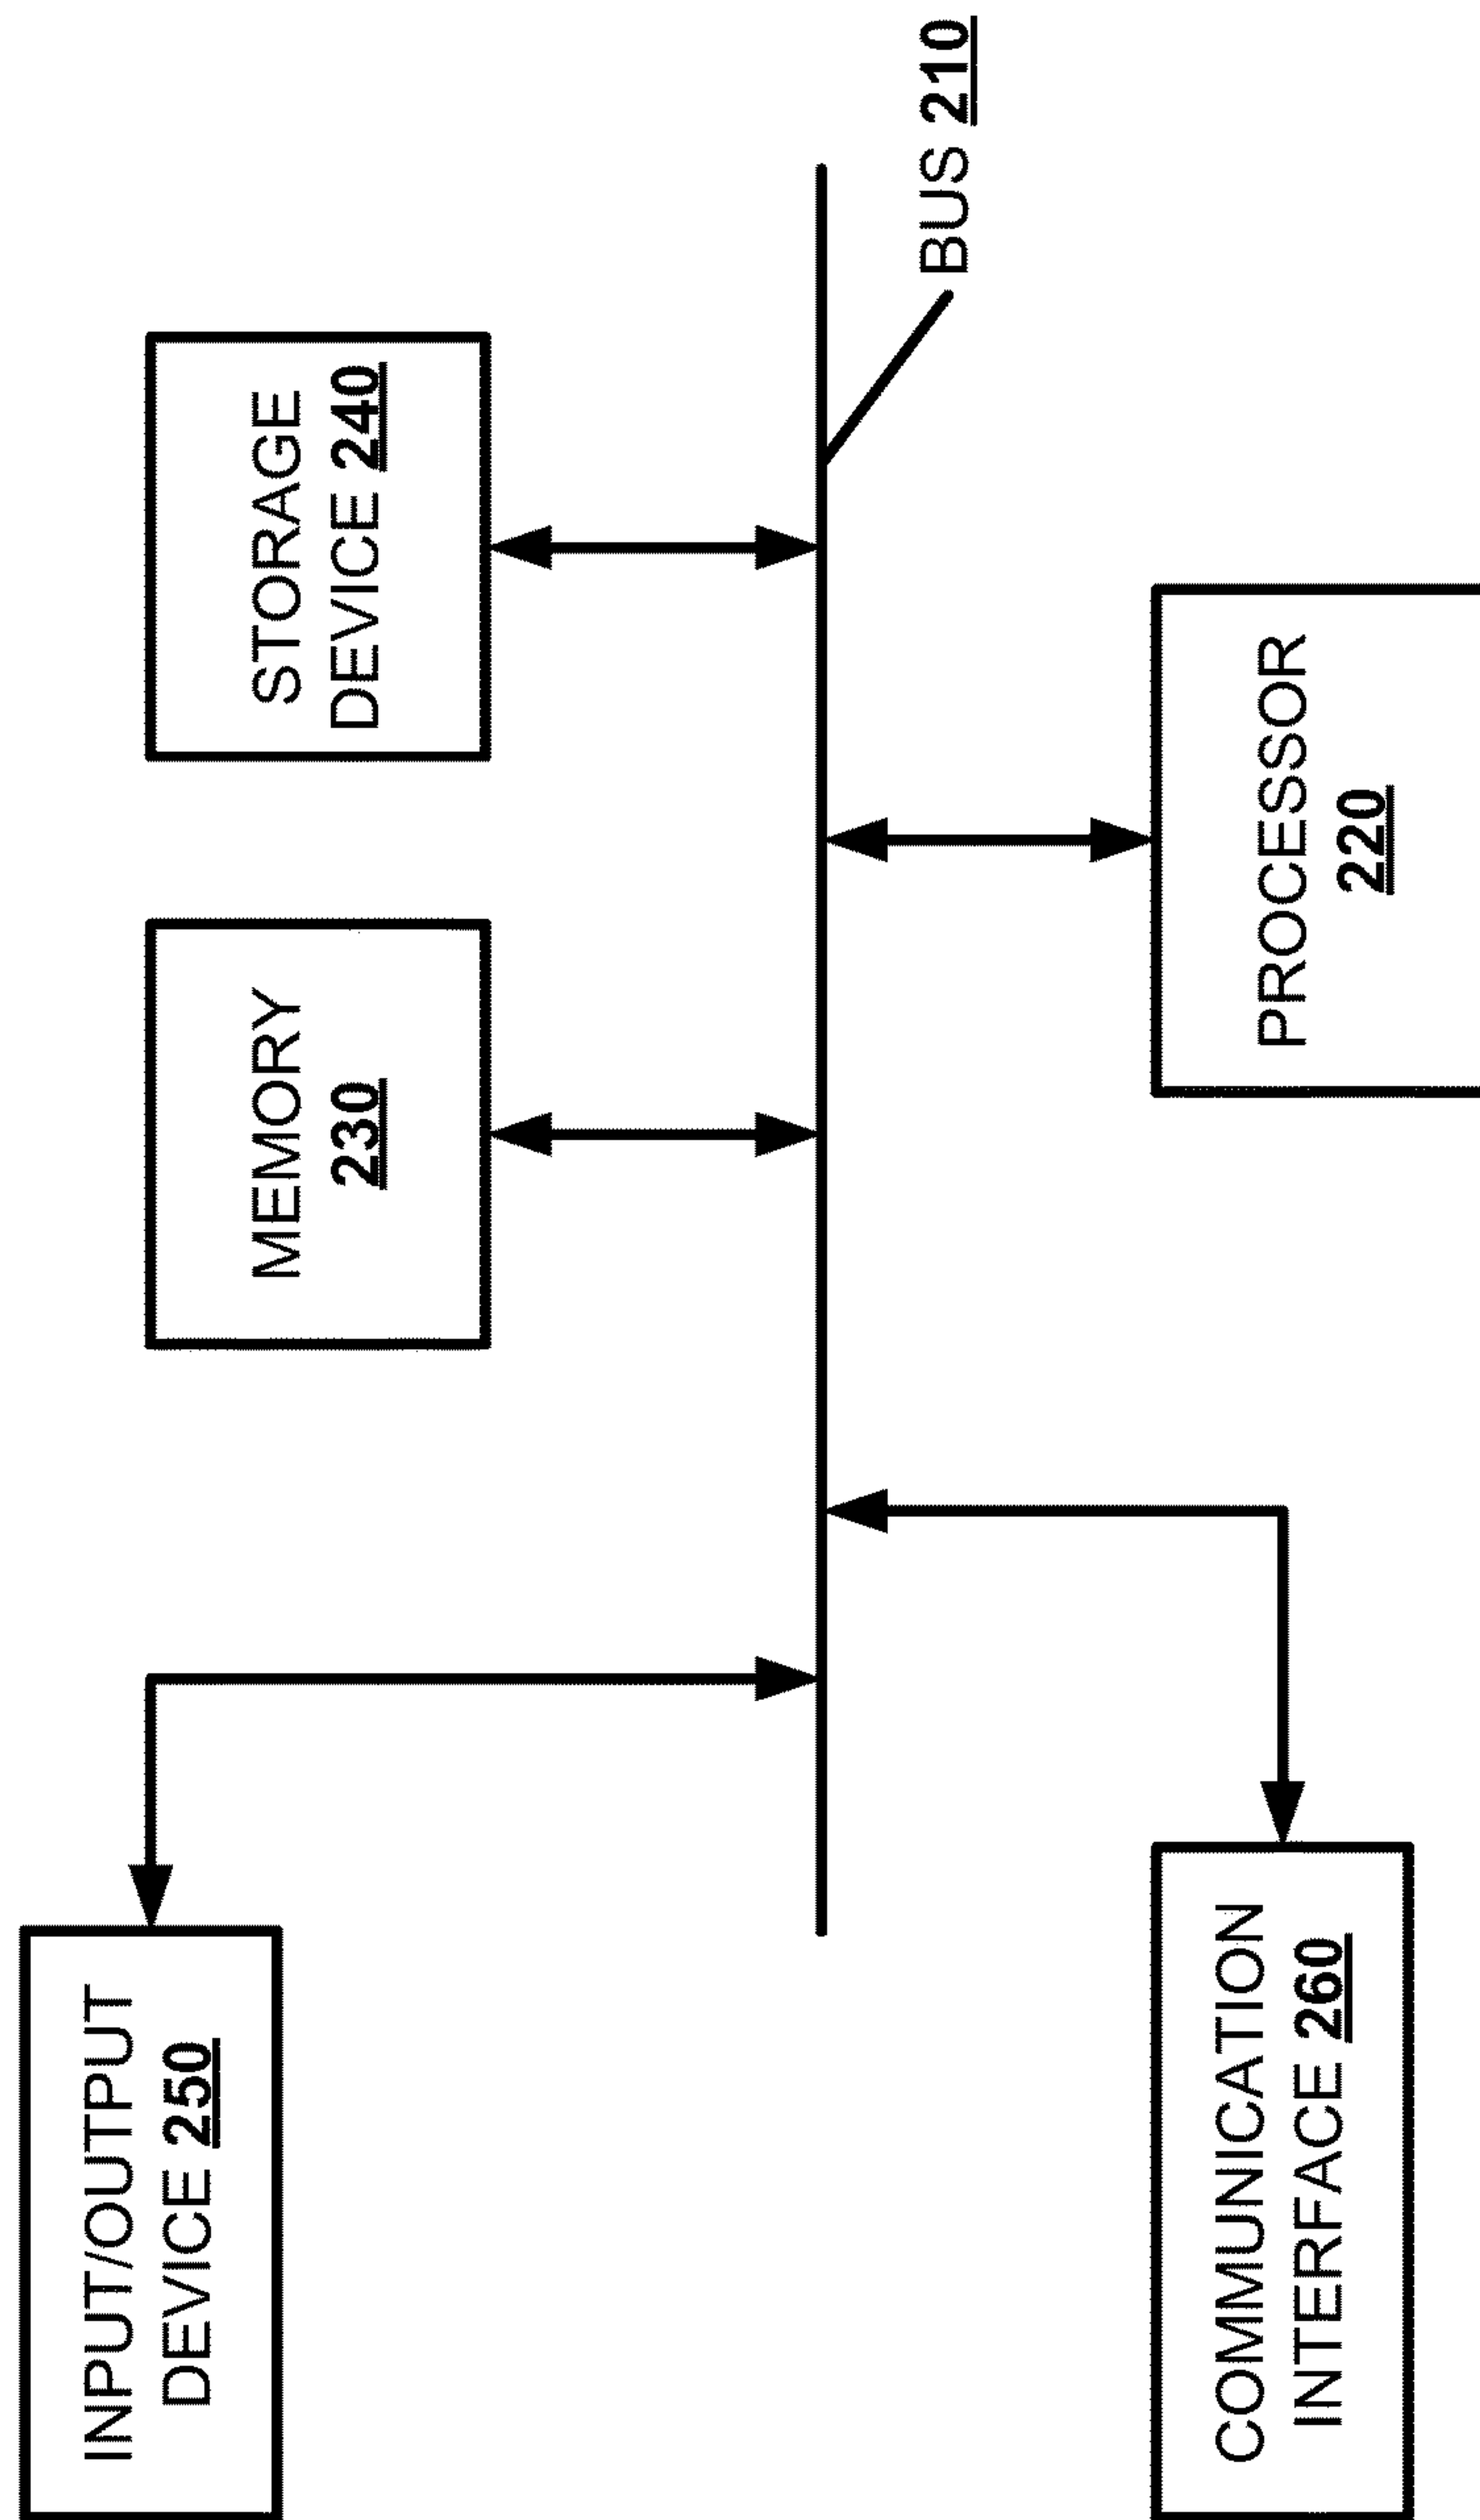 INPUT/OUTPUT
DEVICE 250
MEMORY
230
STORAGE
DEVICE 240
BUS 210
COMMUNICATION
INTERFACE 260
PROCESSOR
220